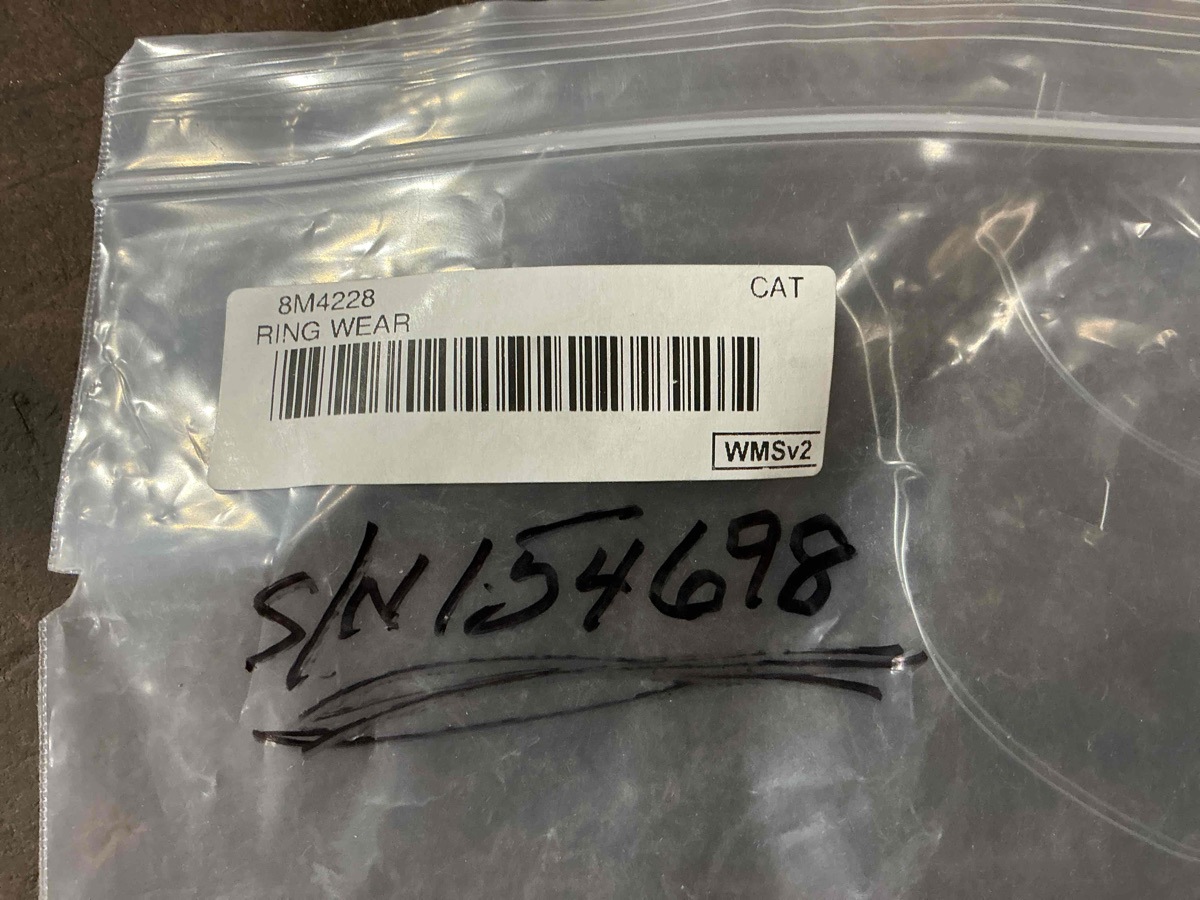 8M4228 CAT
RING WEAR
WMSv2
S/N 154698